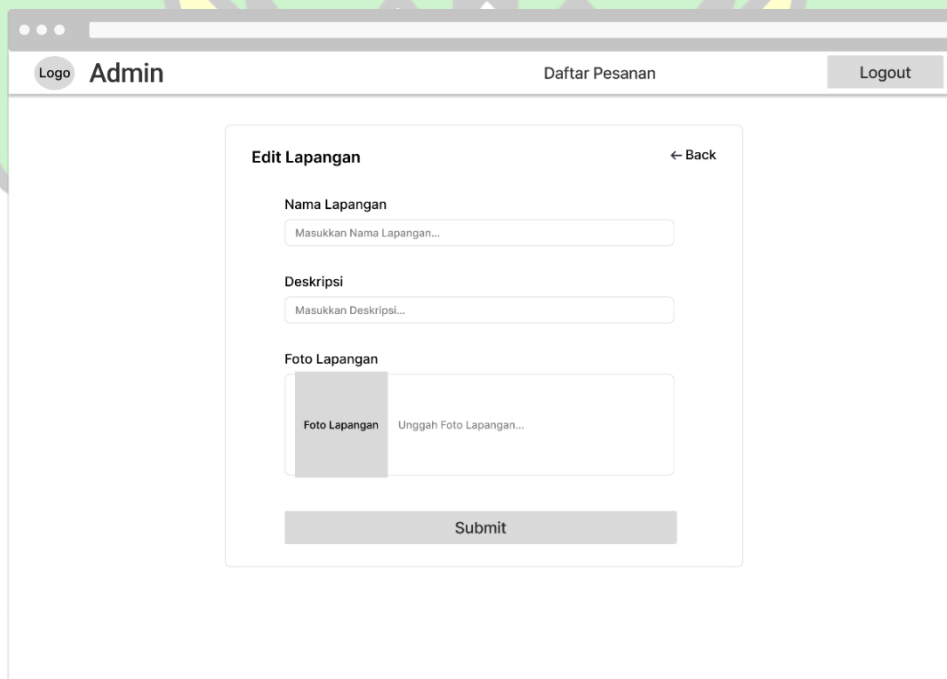 Logo Admin Daftar Pesanan Logout
Edit Lapangan ← Back
Nama Lapangan
Masukkan Nama Lapangan...
Deskripsi
Masukkan Deskripsi...
Foto Lapangan
Foto Lapangan Unggah Foto Lapangan...
Submit